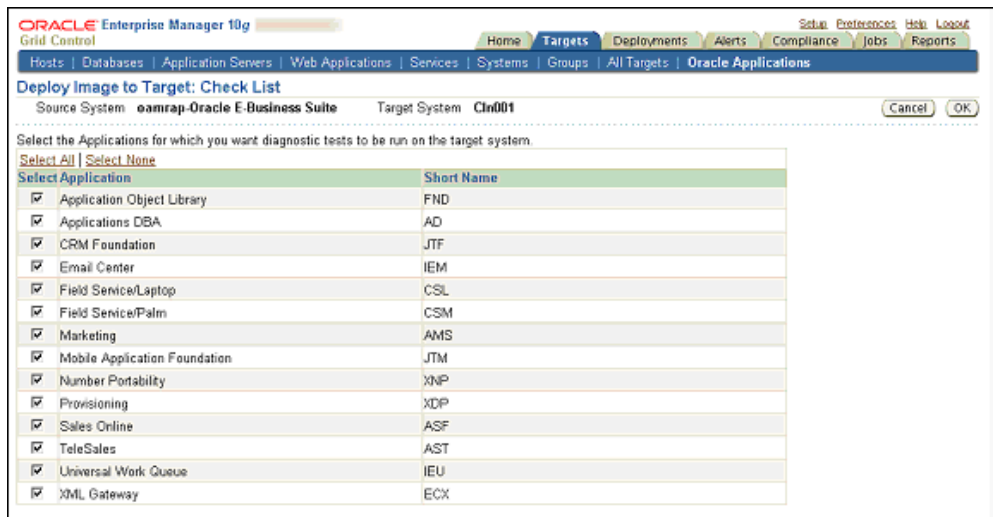 ORACLE Enterprise Manager 10g
Grid Control
Setup Preferences Help Logout
Home Targets Deployments Alerts Compliance Jobs Reports
Hosts | Databases | Application Servers | Web Applications | Services | Systems | Groups | All Targets | Oracle Applications
Deploy Image to Target: Check List
Source System oamrap-Oracle E-Business Suite Target System Cln001
Cancel OK
Select the Applications for which you want diagnostic tests to be run on the target system.
Select All | Select None
Select Application Short Name
Application Object Library FND
Applications DBA AD
CRM Foundation JTF
Email Center IEM
Field Service/Laptop CSL
Field Service/Palm CSM
Marketing AMS
Mobile Application Foundation JTM
Number Portability XNP
Provisioning XDP
Sales Online ASF
TeleSales AST
Universal Work Queue IEU
XML Gateway ECX